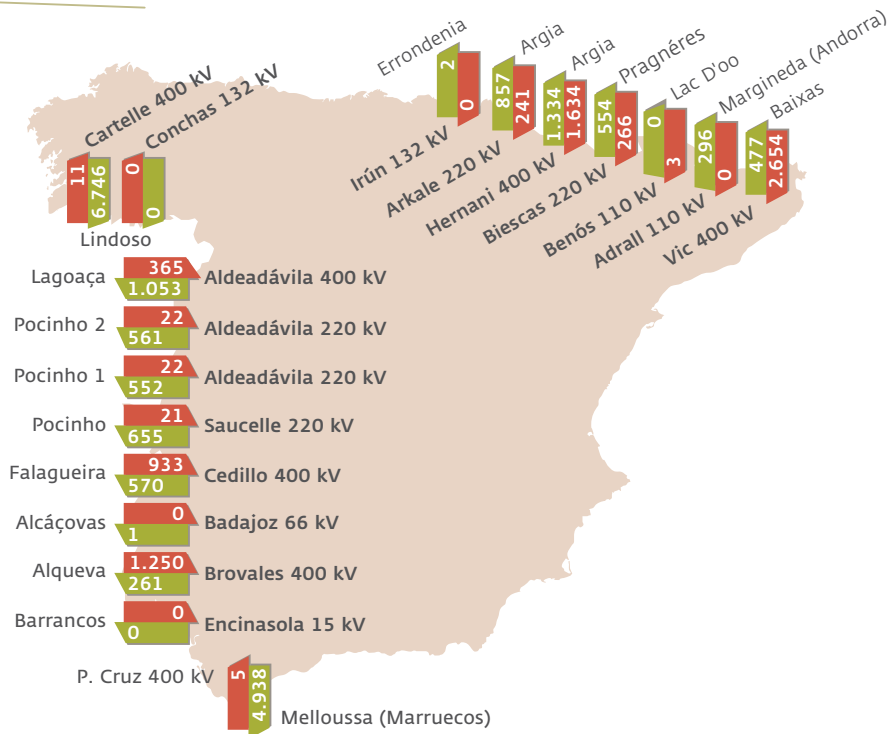 Errondenia
Argia
Argia
Pragnéres
Lac D'oo
Margineda (Andorra)
Baixas
2
0
857
241
1.334
1.634
554
266
0
3
296
0
477
2.654
Irún 132 kV
Arkale 220 kV
Hernani 400 kV
Biescas 220 kV
Benós 110 kV
Adrall 110 kV
Vic 400 kV
Cartelle 400 kV
Conchas 132 kV
11
6.746
0
0
Lindoso
Lagoaça
365
1.053
Aldeadávila 400 kV
Pocinho 2
22
561
Aldeadávila 220 kV
Pocinho 1
22
552
Aldeadávila 220 kV
Pocinho
21
655
Saucelle 220 kV
Falagueira
933
570
Cedillo 400 kV
Alcáçovas
0
1
Badajoz 66 kV
Alqueva
1.250
261
Brovales 400 kV
Barrancos
0
0
Encinasola 15 kV
P. Cruz 400 kV
5
4.938
Melloussa (Marruecos)